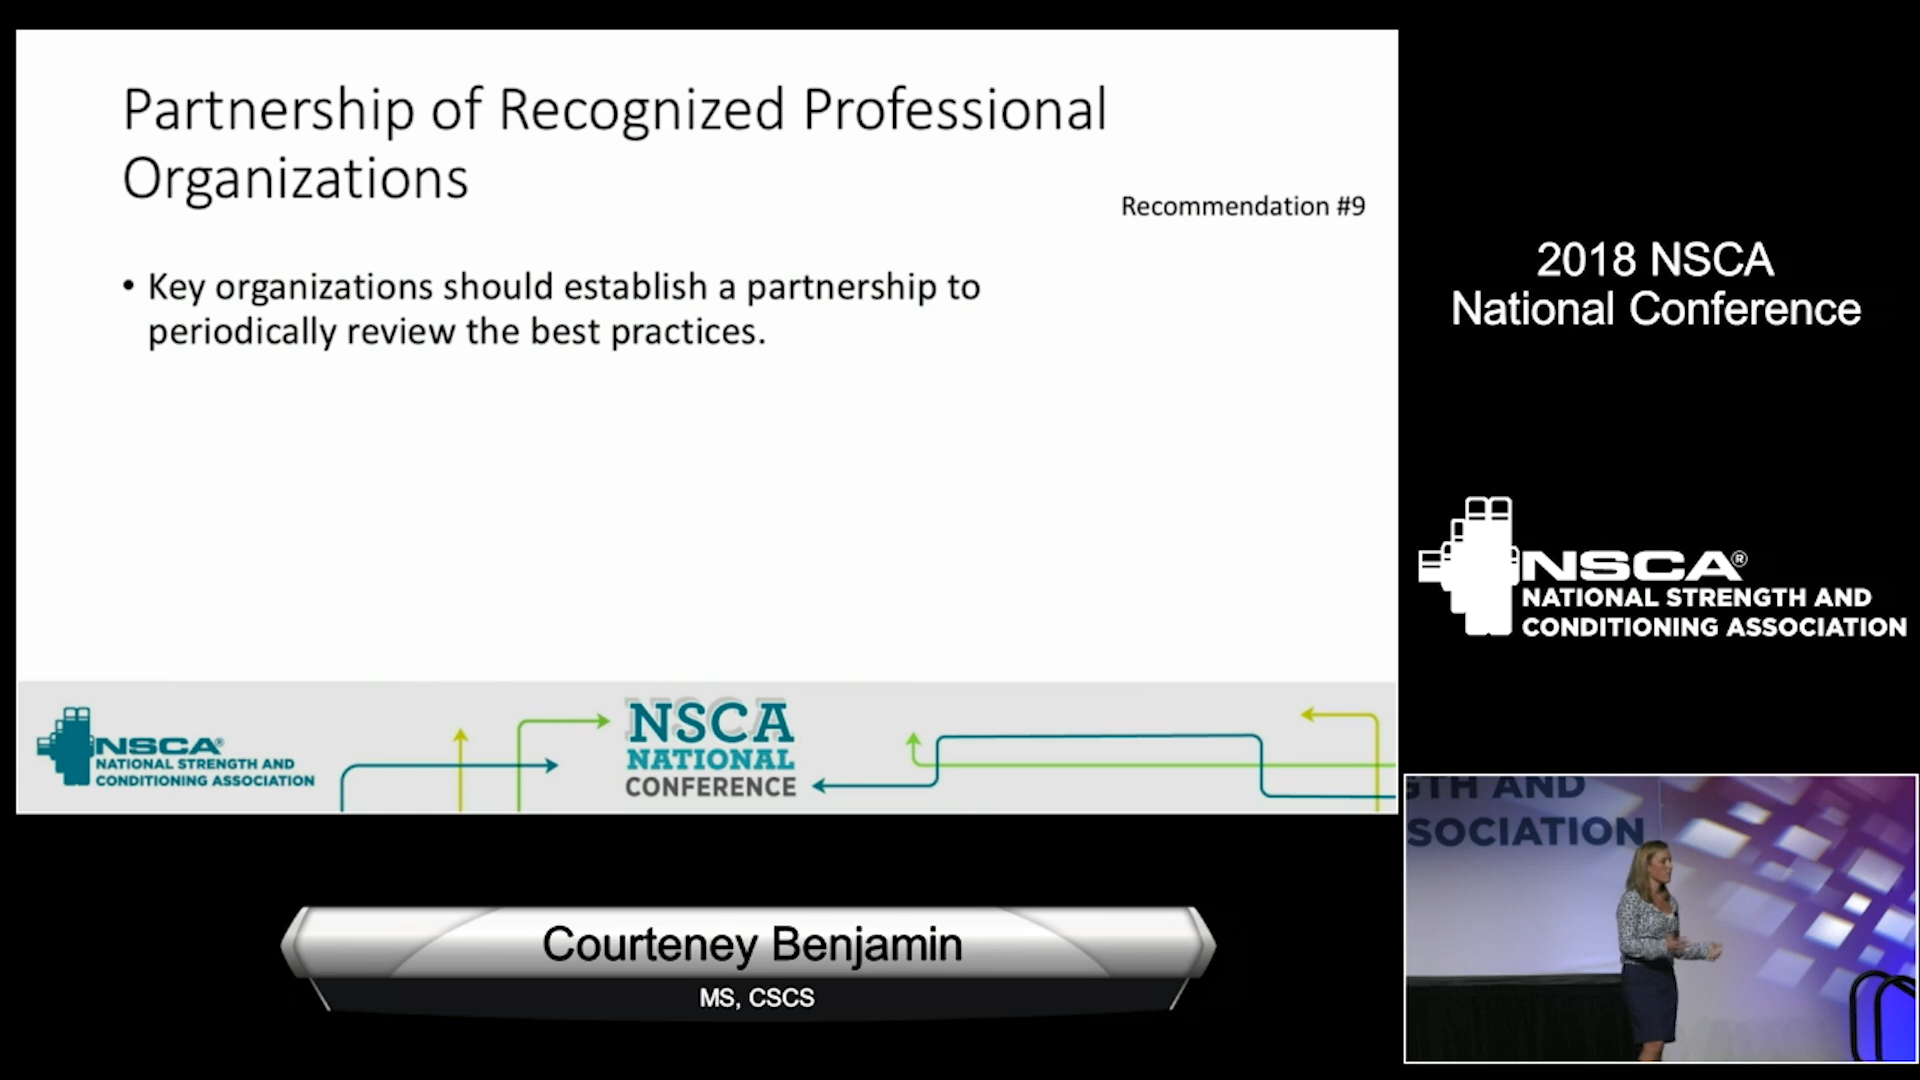 Partnership of Recognized Professional
Organizations
Recommendation #9
• Key organizations should establish a partnership to
periodically review the best practices.
NSCA®
NATIONAL STRENGTH AND
CONDITIONING ASSOCIATION
NSCA
NATIONAL
CONFERENCE
2018 NSCA
National Conference
NSCA®
NATIONAL STRENGTH AND
CONDITIONING ASSOCIATION
GTH AND
SOCIATION
Courteney Benjamin
MS, CSCS